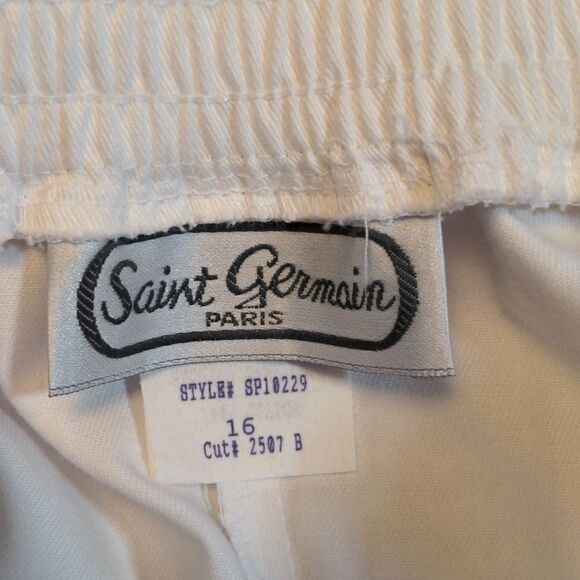 Saint Germain
PARIS
STYLE# SP10229
16
Cut# 2507 B